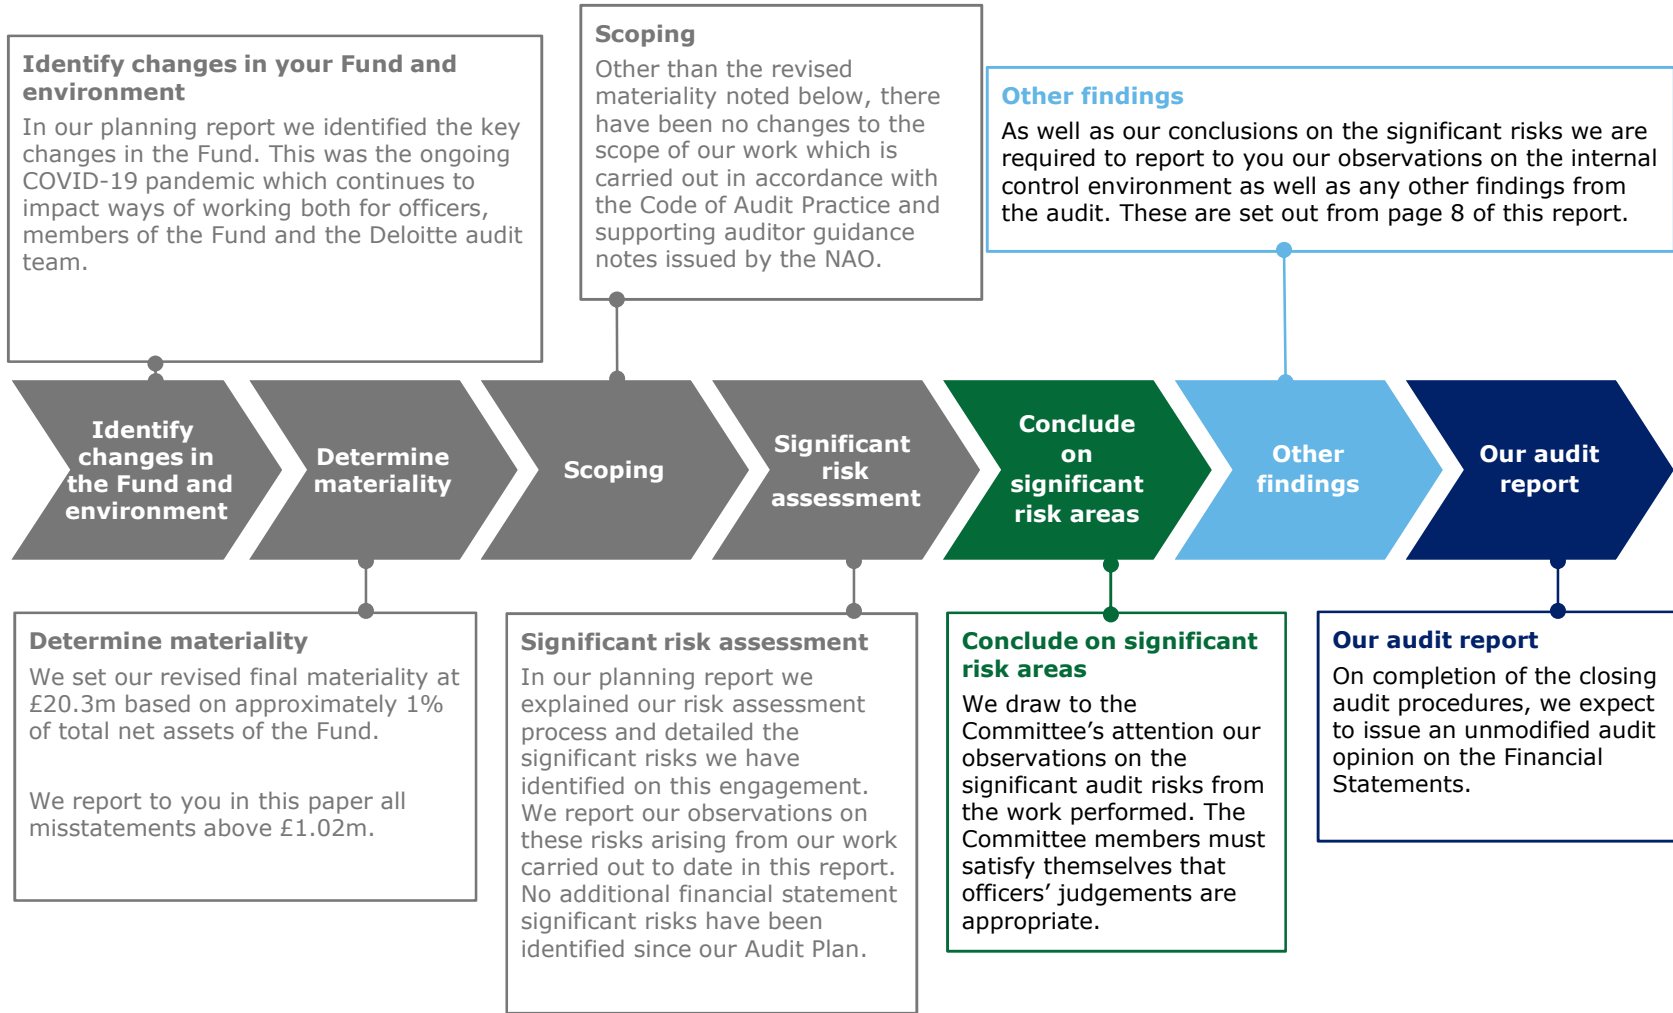 Identify changes in your Fund and
environment
In our planning report we identified the key
changes in the Fund. This was the ongoing
COVID-19 pandemic which continues to
impact ways of working both for officers,
members of the Fund and the Deloitte audit
team.
Scoping
Other than the revised
materiality noted below, there
have been no changes to the
scope of our work which is
carried out in accordance with
the Code of Audit Practice and
supporting auditor guidance
notes issued by the NAO.
Other findings
As well as our conclusions on the significant risks we are
required to report to you our observations on the internal
control environment as well as any other findings from
the audit. These are set out from page 8 of this report.
Identify
changes in
the Fund and
environment
Determine
materiality
Scoping
Significant
risk
assessment
Conclude
on
significant
risk areas
Other
findings
Our audit
report
Determine materiality
We set our revised final materiality at
£20.3m based on approximately 1%
of total net assets of the Fund.
We report to you in this paper all
misstatements above £1.02m.
Significant risk assessment
In our planning report we
explained our risk assessment
process and detailed the
significant risks we have
identified on this engagement.
We report our observations on
these risks arising from our work
carried out to date in this report.
No additional financial statement
significant risks have been
identified since our Audit Plan.
Conclude on significant
risk areas
We draw to the
Committee’s attention our
observations on the
significant audit risks from
the work performed. The
Committee members must
satisfy themselves that
officers’ judgements are
appropriate.
Our audit report
On completion of the closing
audit procedures, we expect
to issue an unmodified audit
opinion on the Financial
Statements.